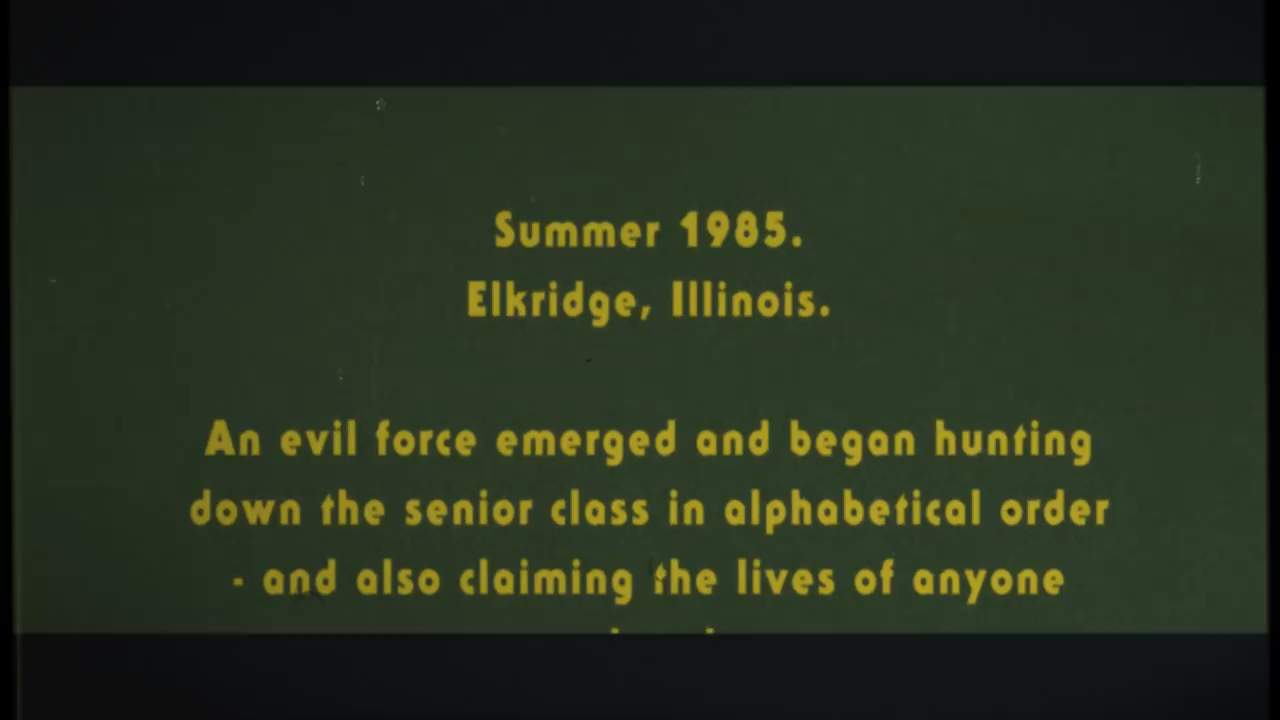 Summer 1985.
Elkridge, Illinois.
An evil force emerged and began hunting
down the senior class in alphabetical order
- and also claiming the lives of anyone